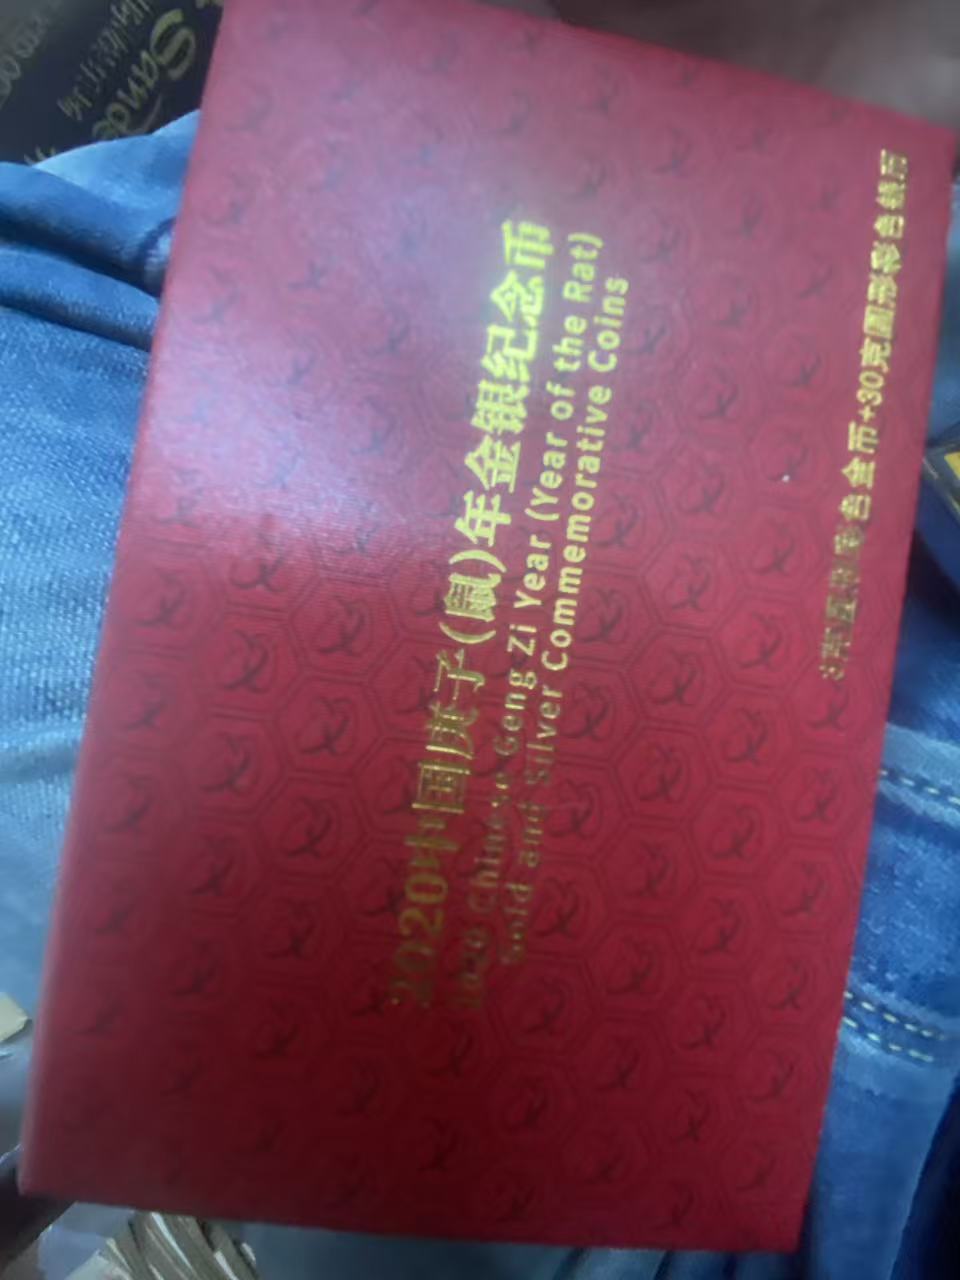 2020中国庚子(鼠)年金银纪念币
2020 Chinese Geng Zi Year (Year of the Rat)
Gold and Silver Commemorative Coins
3克圆形彩色金币+30克圆形彩色银币
Sande